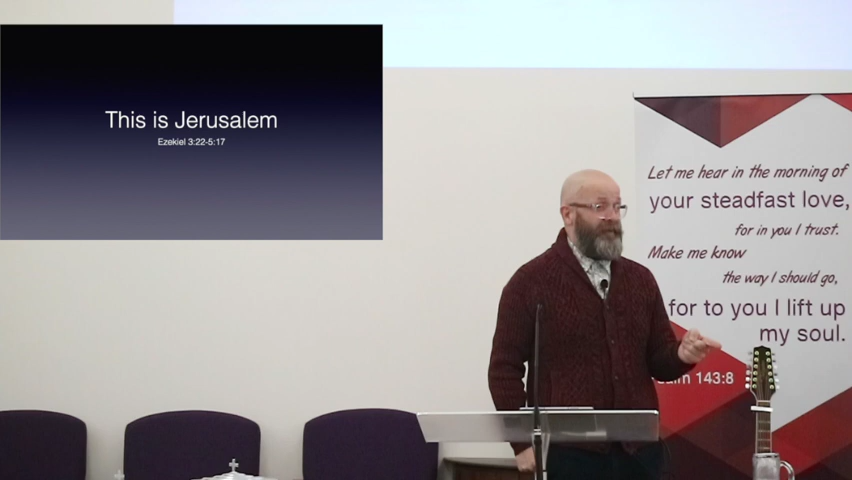 This is Jerusalem
Ezekiel 3:22-5:17
Let me hear in the morning of
your steadfast love,
for in you I trust.
Make me know
the way I should go,
for to you I lift up
my soul.
143:8